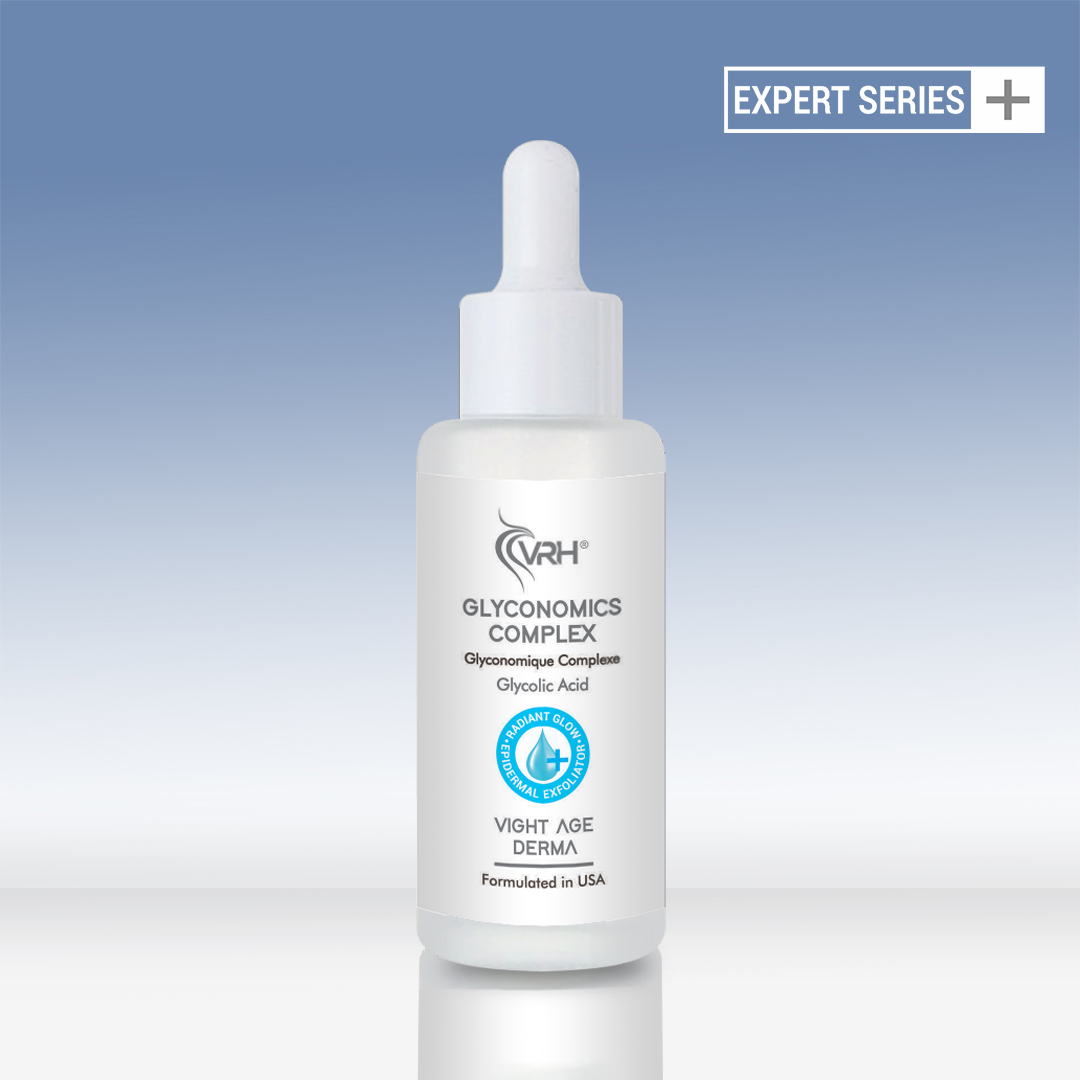 EXPERT SERIES +
VRH®
GLYCONOMICS
COMPLEX
Glyconomique Complexe
Glycolic Acid
• RADIANT GLOW •
EPIDERMAL EXFOLIATOR
VIGHT AGE
DERMA
Formulated in USA